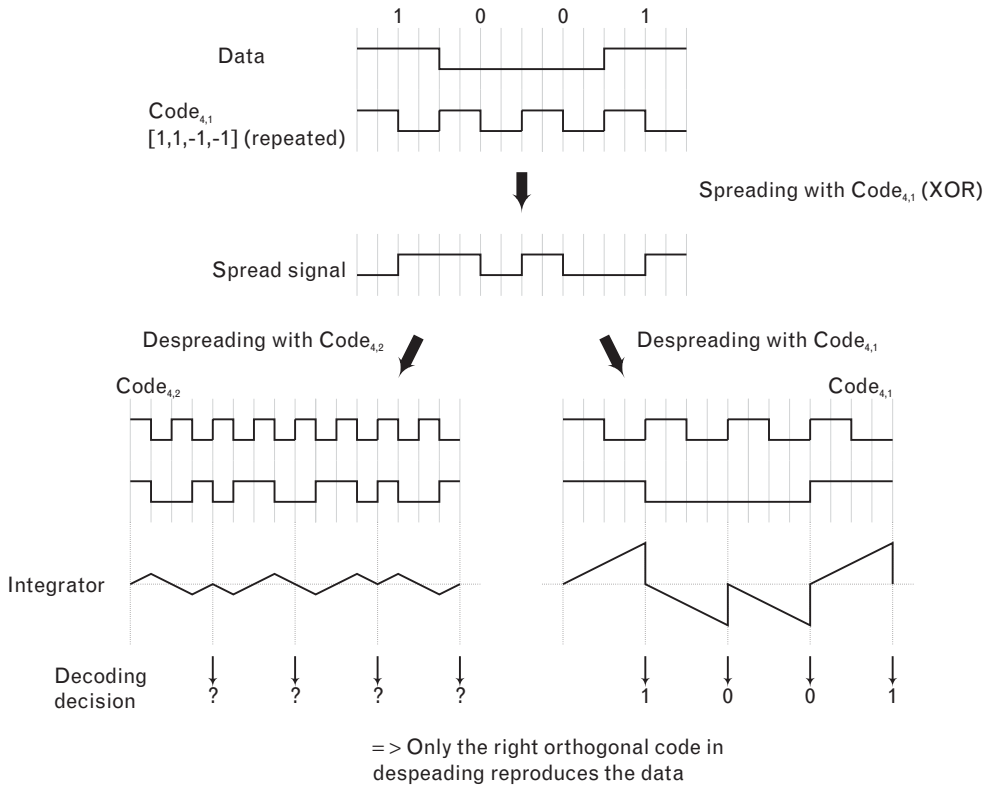 1 0 0 1
Data
Code4,1
[1,1,-1,-1] (repeated)
Spreading with Code4,1 (XOR)
Spread signal
Despreading with Code4,2
Despreading with Code4,1
Code4,2
Code4,1
Integrator
Decoding
decision
? ? ? ?
1 0 0 1
= > Only the right orthogonal code in
despeading reproduces the data